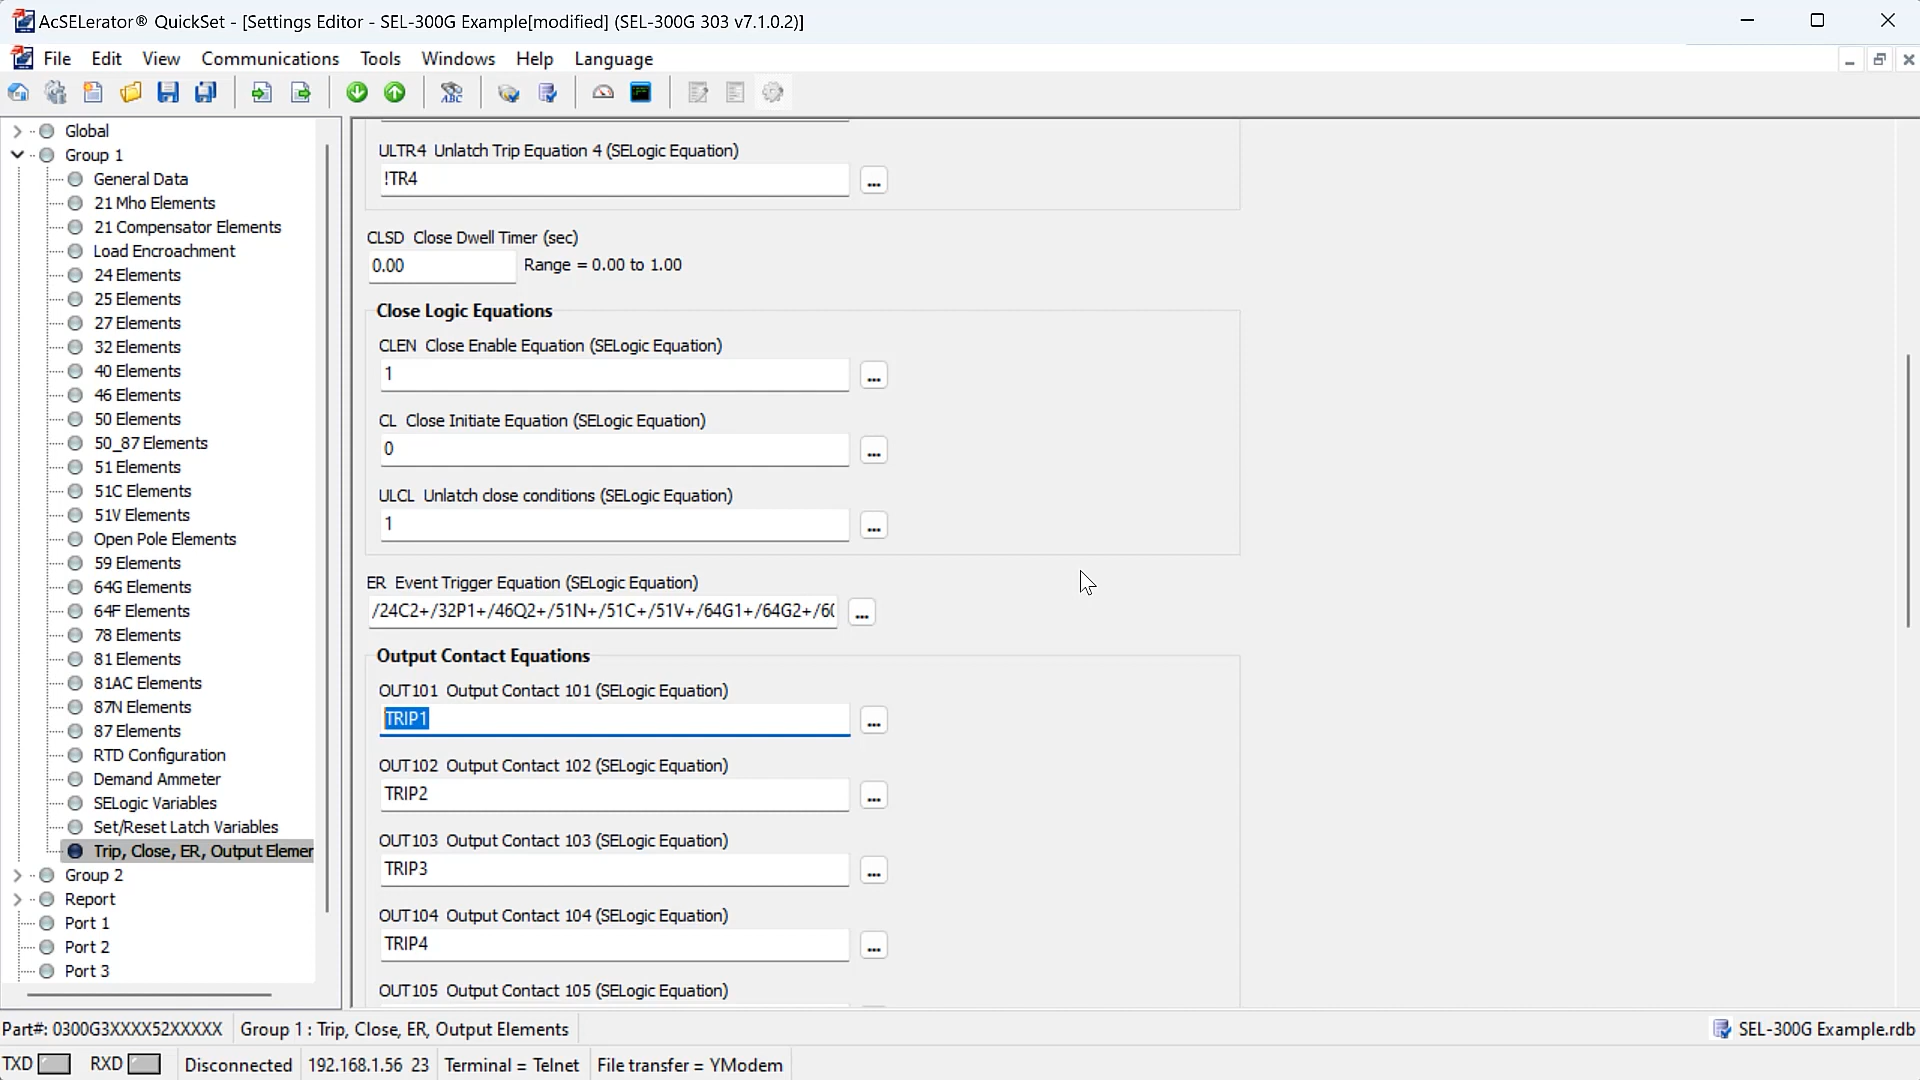 AcSELerator® QuickSet - [Settings Editor - SEL-300G Example[modified] (SEL-300G 303 v7.1.0.2)]
File Edit View Communications Tools Windows Help Language
Global
Group 1
General Data
21 Mho Elements
21 Compensator Elements
Load Encroachment
24 Elements
25 Elements
27 Elements
32 Elements
40 Elements
46 Elements
50 Elements
50_87 Elements
51 Elements
51C Elements
51V Elements
Open Pole Elements
59 Elements
64G Elements
64F Elements
78 Elements
81 Elements
81AC Elements
87N Elements
87 Elements
RTD Configuration
Demand Ammeter
SELogic Variables
Set/Reset Latch Variables
Trip, Close, ER, Output Elemer
Group 2
Report
Port 1
Port 2
Port 3
ULTR4 Unlatch Trip Equation 4 (SELogic Equation)
!TR4
...
CLSD Close Dwell Timer (sec)
0.00 Range = 0.00 to 1.00
Close Logic Equations
CLEN Close Enable Equation (SELogic Equation)
1
...
CL Close Initiate Equation (SELogic Equation)
0
...
ULCL Unlatch close conditions (SELogic Equation)
1
...
ER Event Trigger Equation (SELogic Equation)
/24C2+/32P1+/46Q2+/51N+/51C+/51V+/64G1+/64G2+/60
...
Output Contact Equations
OUT101 Output Contact 101 (SELogic Equation)
TRIP1
...
OUT102 Output Contact 102 (SELogic Equation)
TRIP2
...
OUT103 Output Contact 103 (SELogic Equation)
TRIP3
...
OUT104 Output Contact 104 (SELogic Equation)
TRIP4
...
OUT105 Output Contact 105 (SELogic Equation)
Part#: 0300G3XXXX52XXXXX Group 1 : Trip, Close, ER, Output Elements SEL-300G Example.rdb
TXD RXD Disconnected 192.168.1.56 23 Terminal = Telnet File transfer = YModem